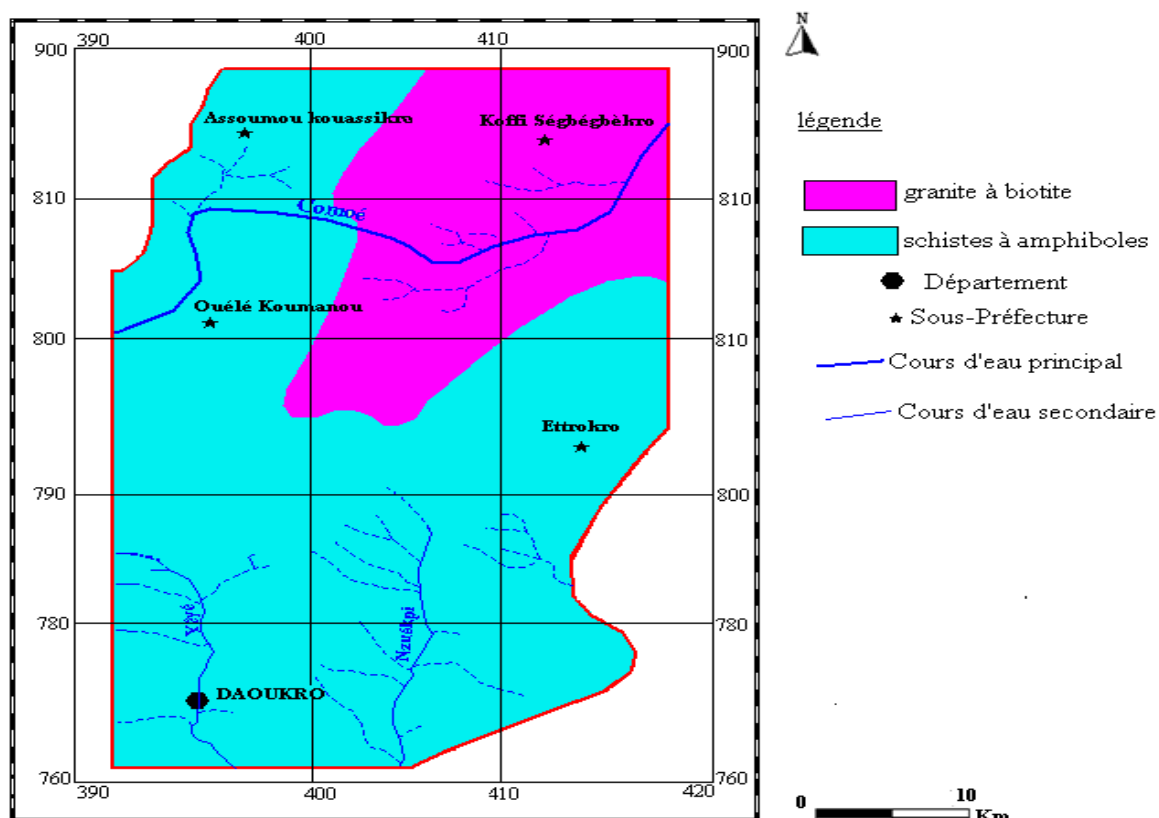 390 400 410
900 900
N
légende
Assoumou kouassikro
Koffi Ségbégbèkro
granite à biotite
810 810
Comoé
schistes à amphiboles
Département
Ouélé Koumanou
Sous-Préfecture
800 810
Cours d'eau principal
Cours d'eau secondaire
Ettrokro
790 800
780 780
Nzuékpi
DAOUKRO
760 760
390 400 410 420
0 10
Km